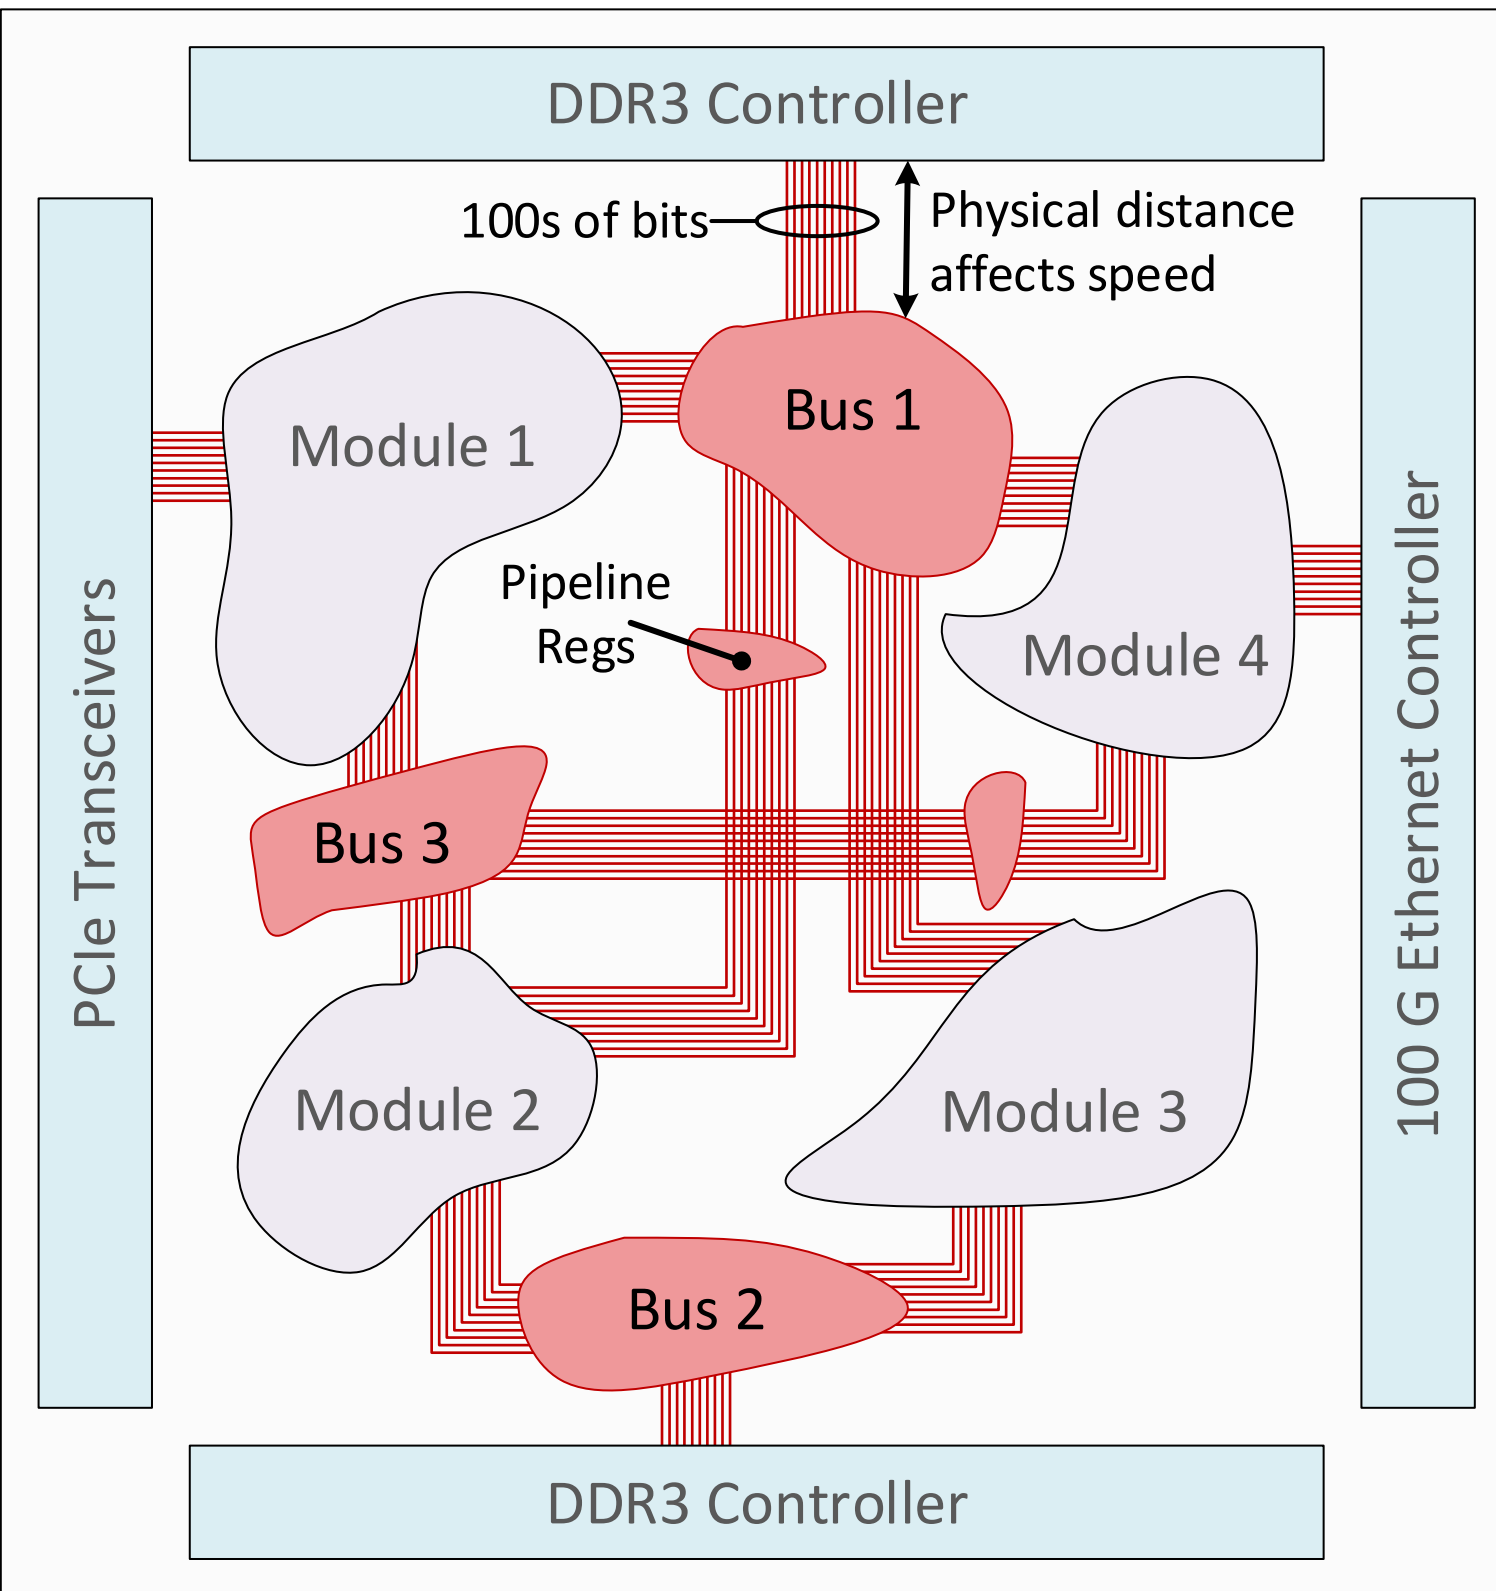 DDR3 Controller
100s of bits
Physical distance
affects speed
Bus 1
Module 1
Pipeline
Regs
Module 4
PCIe Transceivers
100 G Ethernet Controller
Bus 3
Module 2
Module 3
Bus 2
DDR3 Controller